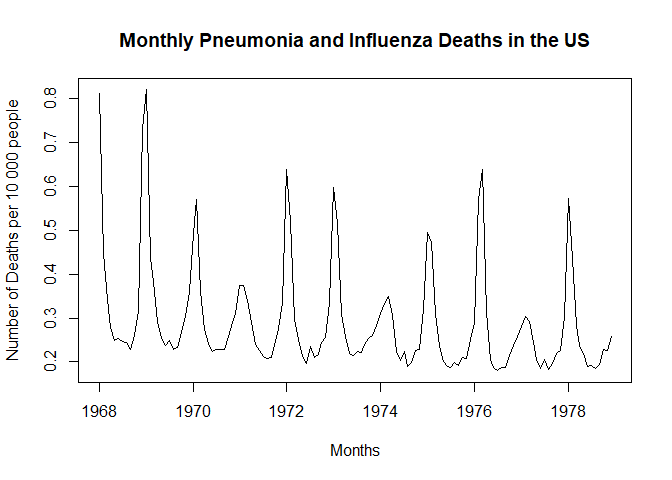 Monthly Pneumonia and Influenza Deaths in the US
Number of Deaths per 10 000 people
0.8
0.7
0.6
0.5
0.4
0.3
0.2
1968 1970 1972 1974 1976 1978
Months